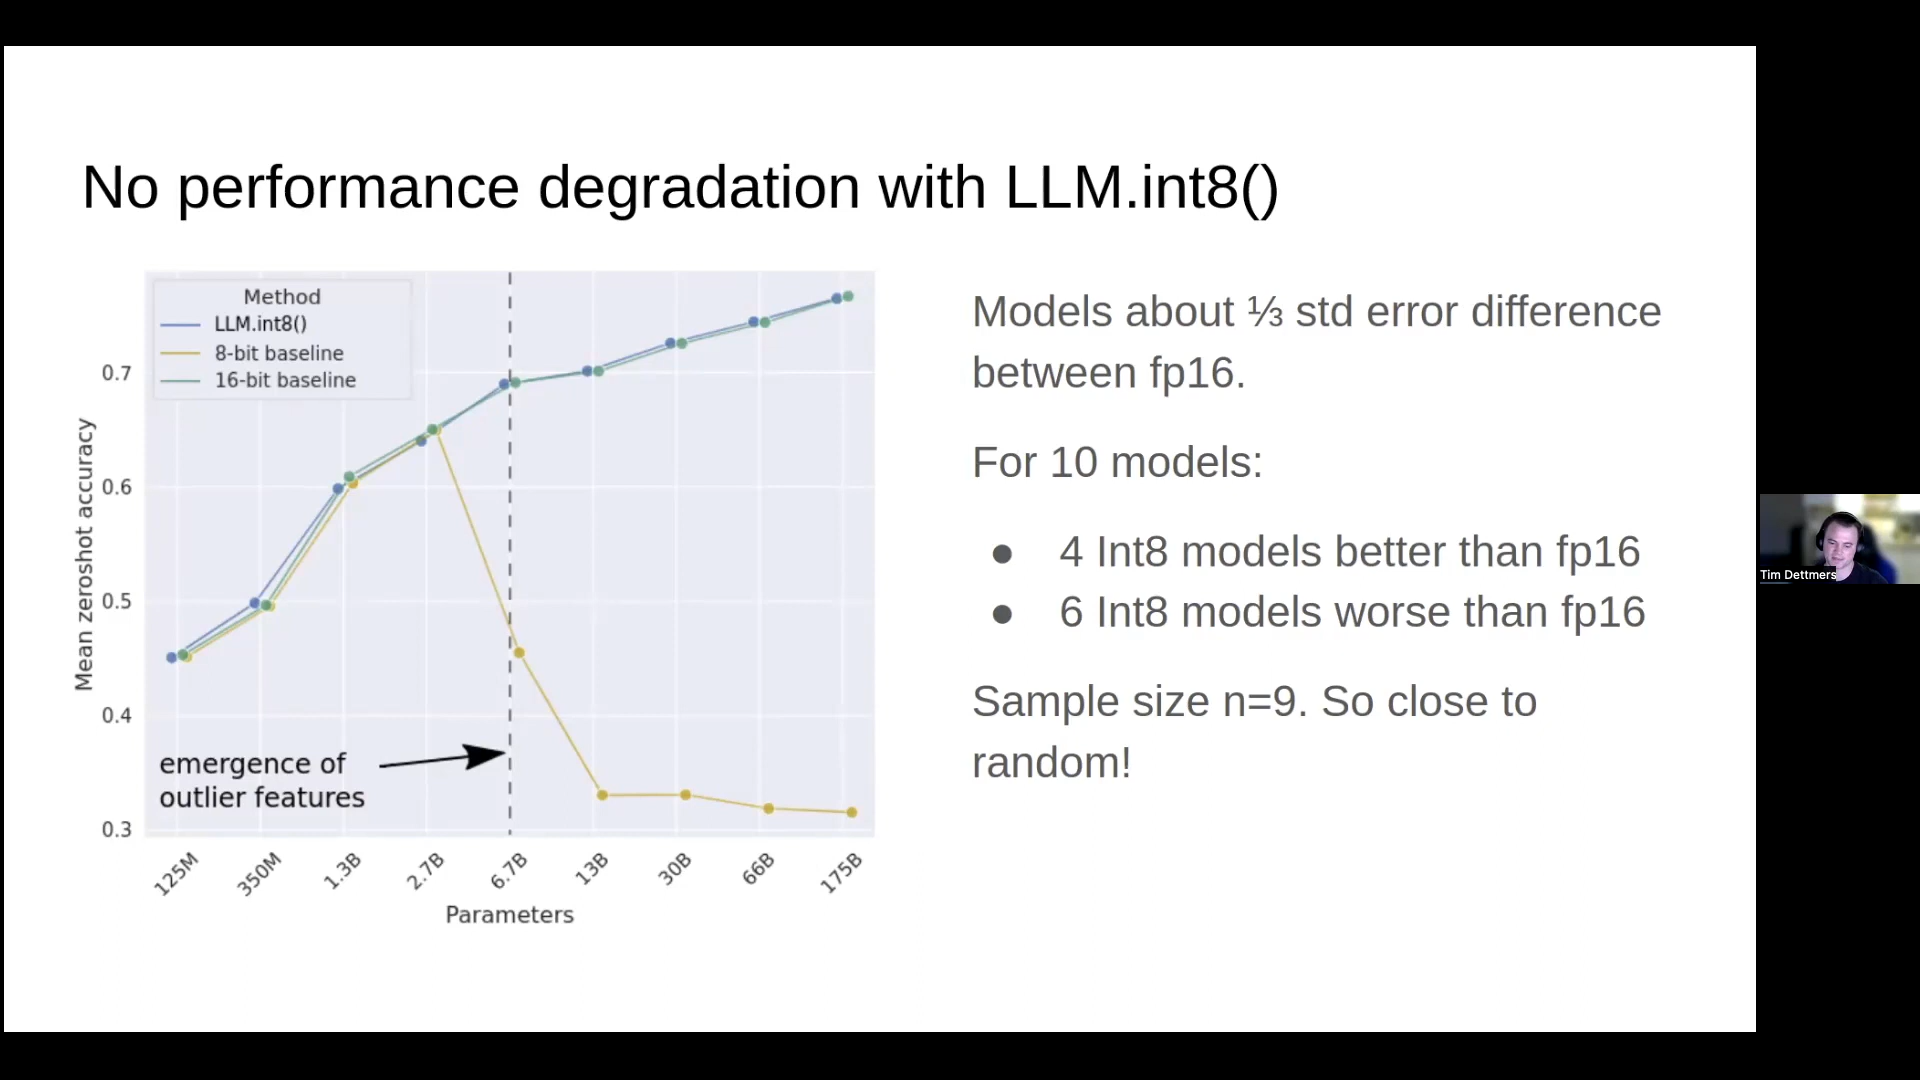 No performance degradation with LLM.int8()
Method
LLM.int8()
8-bit baseline
16-bit baseline
Mean zeroshot accuracy
0.7
0.6
0.5
0.4
0.3
emergence of
outlier features
125M
350M
1.3B
2.7B
6.7B
13B
30B
66B
175B
Parameters
Models about ⅓ std error difference
between fp16.
For 10 models:
● 4 Int8 models better than fp16
● 6 Int8 models worse than fp16
Sample size n=9. So close to
random!
Tim Dettmers